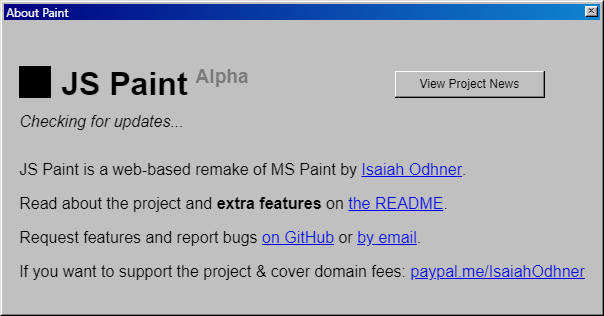 About Paint
JS Paint Alpha
View Project News
Checking for updates...
JS Paint is a web-based remake of MS Paint by Isaiah Odhner.
Read about the project and extra features on the README.
Request features and report bugs on GitHub or by email.
If you want to support the project & cover domain fees: paypal.me/IsaiahOdhner